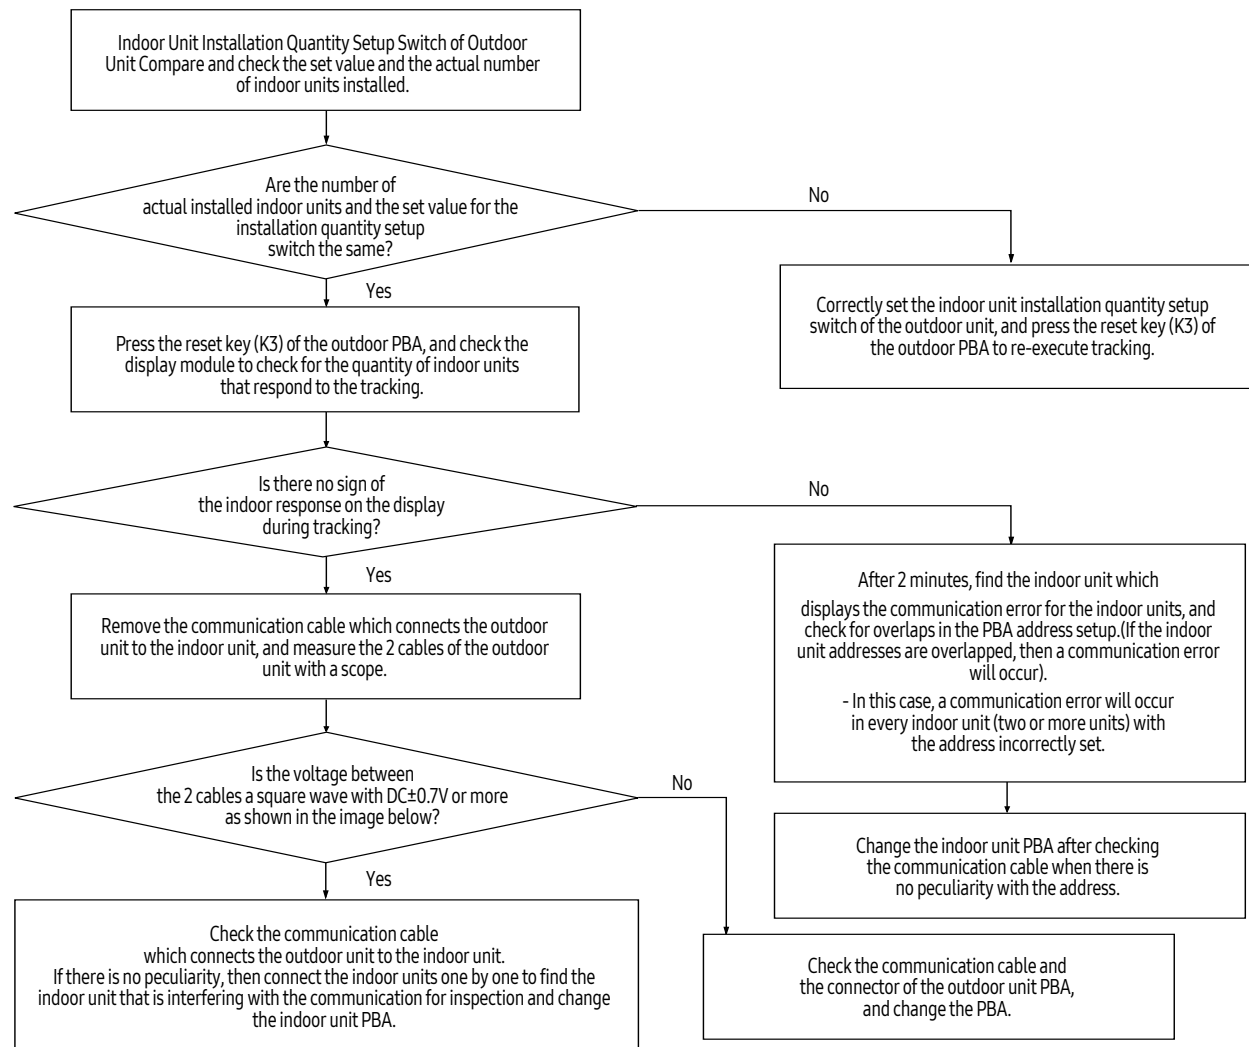 Indoor Unit Installation Quantity Setup Switch of Outdoor
Unit Compare and check the set value and the actual number
of indoor units installed.
Are the number of
actual installed indoor units and the set value for the
installation quantity setup
switch the same?
No
Yes
Correctly set the indoor unit installation quantity setup
switch of the outdoor unit, and press the reset key (K3) of
the outdoor PBA to re-execute tracking.
Press the reset key (K3) of the outdoor PBA, and check the
display module to check for the quantity of indoor units
that respond to the tracking.
Is there no sign of
the indoor response on the display
during tracking?
No
Yes
After 2 minutes, find the indoor unit which
displays the communication error for the indoor units, and
check for overlaps in the PBA address setup.(If the indoor
unit addresses are overlapped, then a communication error
will occur).
- In this case, a communication error will occur
in every indoor unit (two or more units) with
the address incorrectly set.
Remove the communication cable which connects the outdoor
unit to the indoor unit, and measure the 2 cables of the outdoor
unit with a scope.
Is the voltage between
the 2 cables a square wave with DC±0.7V or more
as shown in the image below?
No
Yes
Change the indoor unit PBA after checking
the communication cable when there is
no peculiarity with the address.
Check the communication cable
which connects the outdoor unit to the indoor unit.
If there is no peculiarity, then connect the indoor units one by one to find the
indoor unit that is interfering with the communication for inspection and change
the indoor unit PBA.
Check the communication cable and
the connector of the outdoor unit PBA,
and change the PBA.